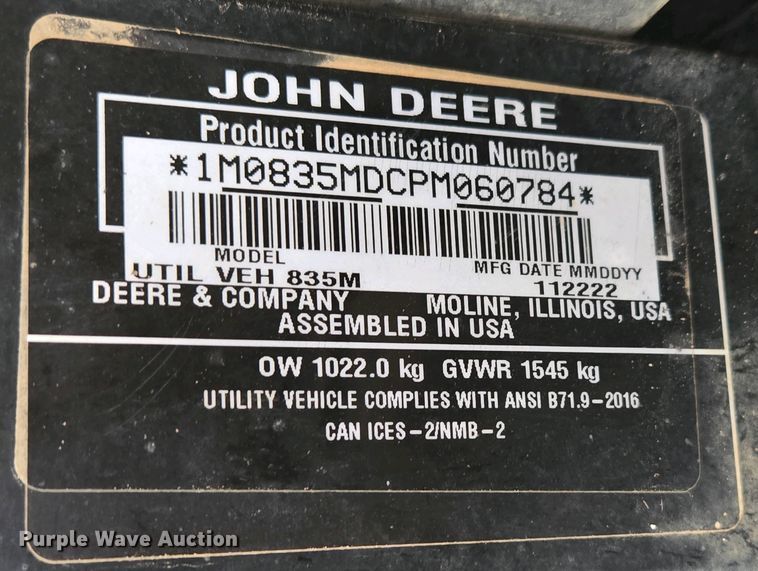 JOHN DEERE
Product Identification Number
*1M0835MDCPM060784*
MODEL MFG DATE MMDDYY
UTIL VEH 835M 112222
DEERE & COMPANY MOLINE, ILLINOIS, USA
ASSEMBLED IN USA
OW 1022.0 kg GVWR 1545 kg
UTILITY VEHICLE COMPLIES WITH ANSI B71.9-2016
CAN ICES-2/NMB-2
Purple Wave Auction